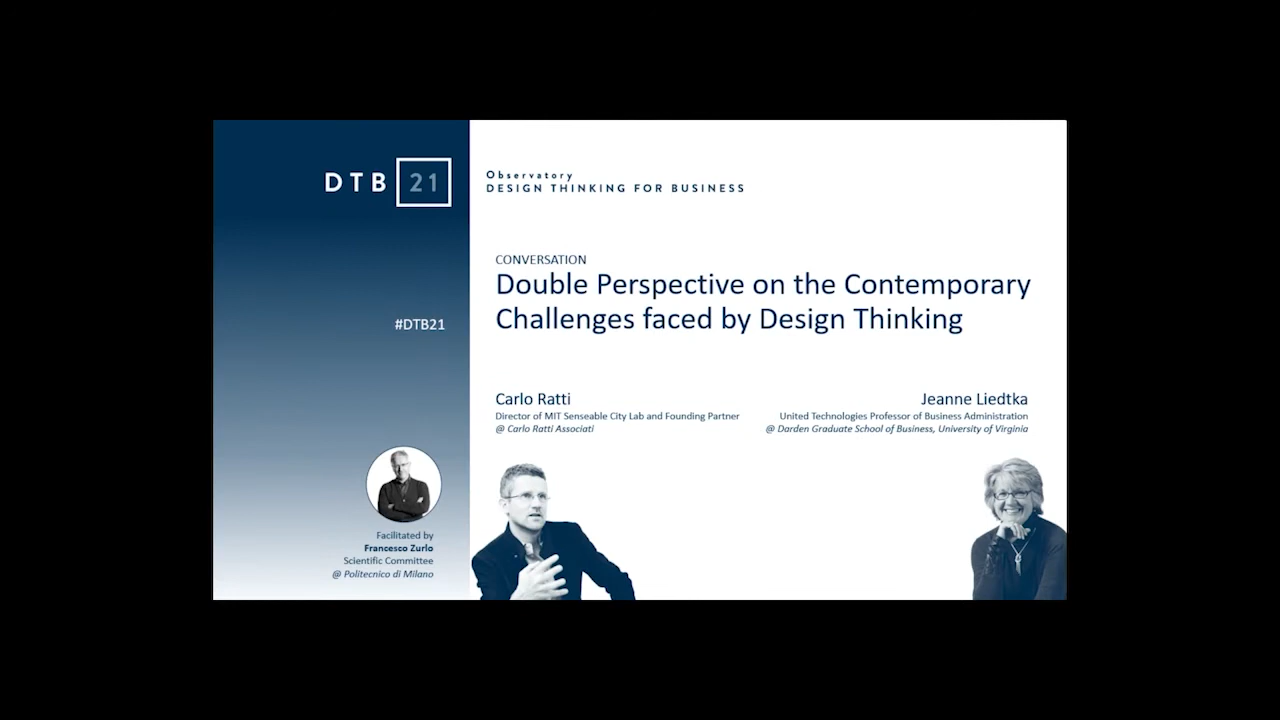 DTB 21
Observatory
DESIGN THINKING FOR BUSINESS
CONVERSATION
Double Perspective on the Contemporary
Challenges faced by Design Thinking
#DTB21
Carlo Ratti
Director of MIT Senseable City Lab and Founding Partner
@ Carlo Ratti Associati
Jeanne Liedtka
United Technologies Professor of Business Administration
@ Darden Graduate School of Business, University of Virginia
Facilitated by
Francesco Zurlo
Scientific Committee
@ Politecnico di Milano